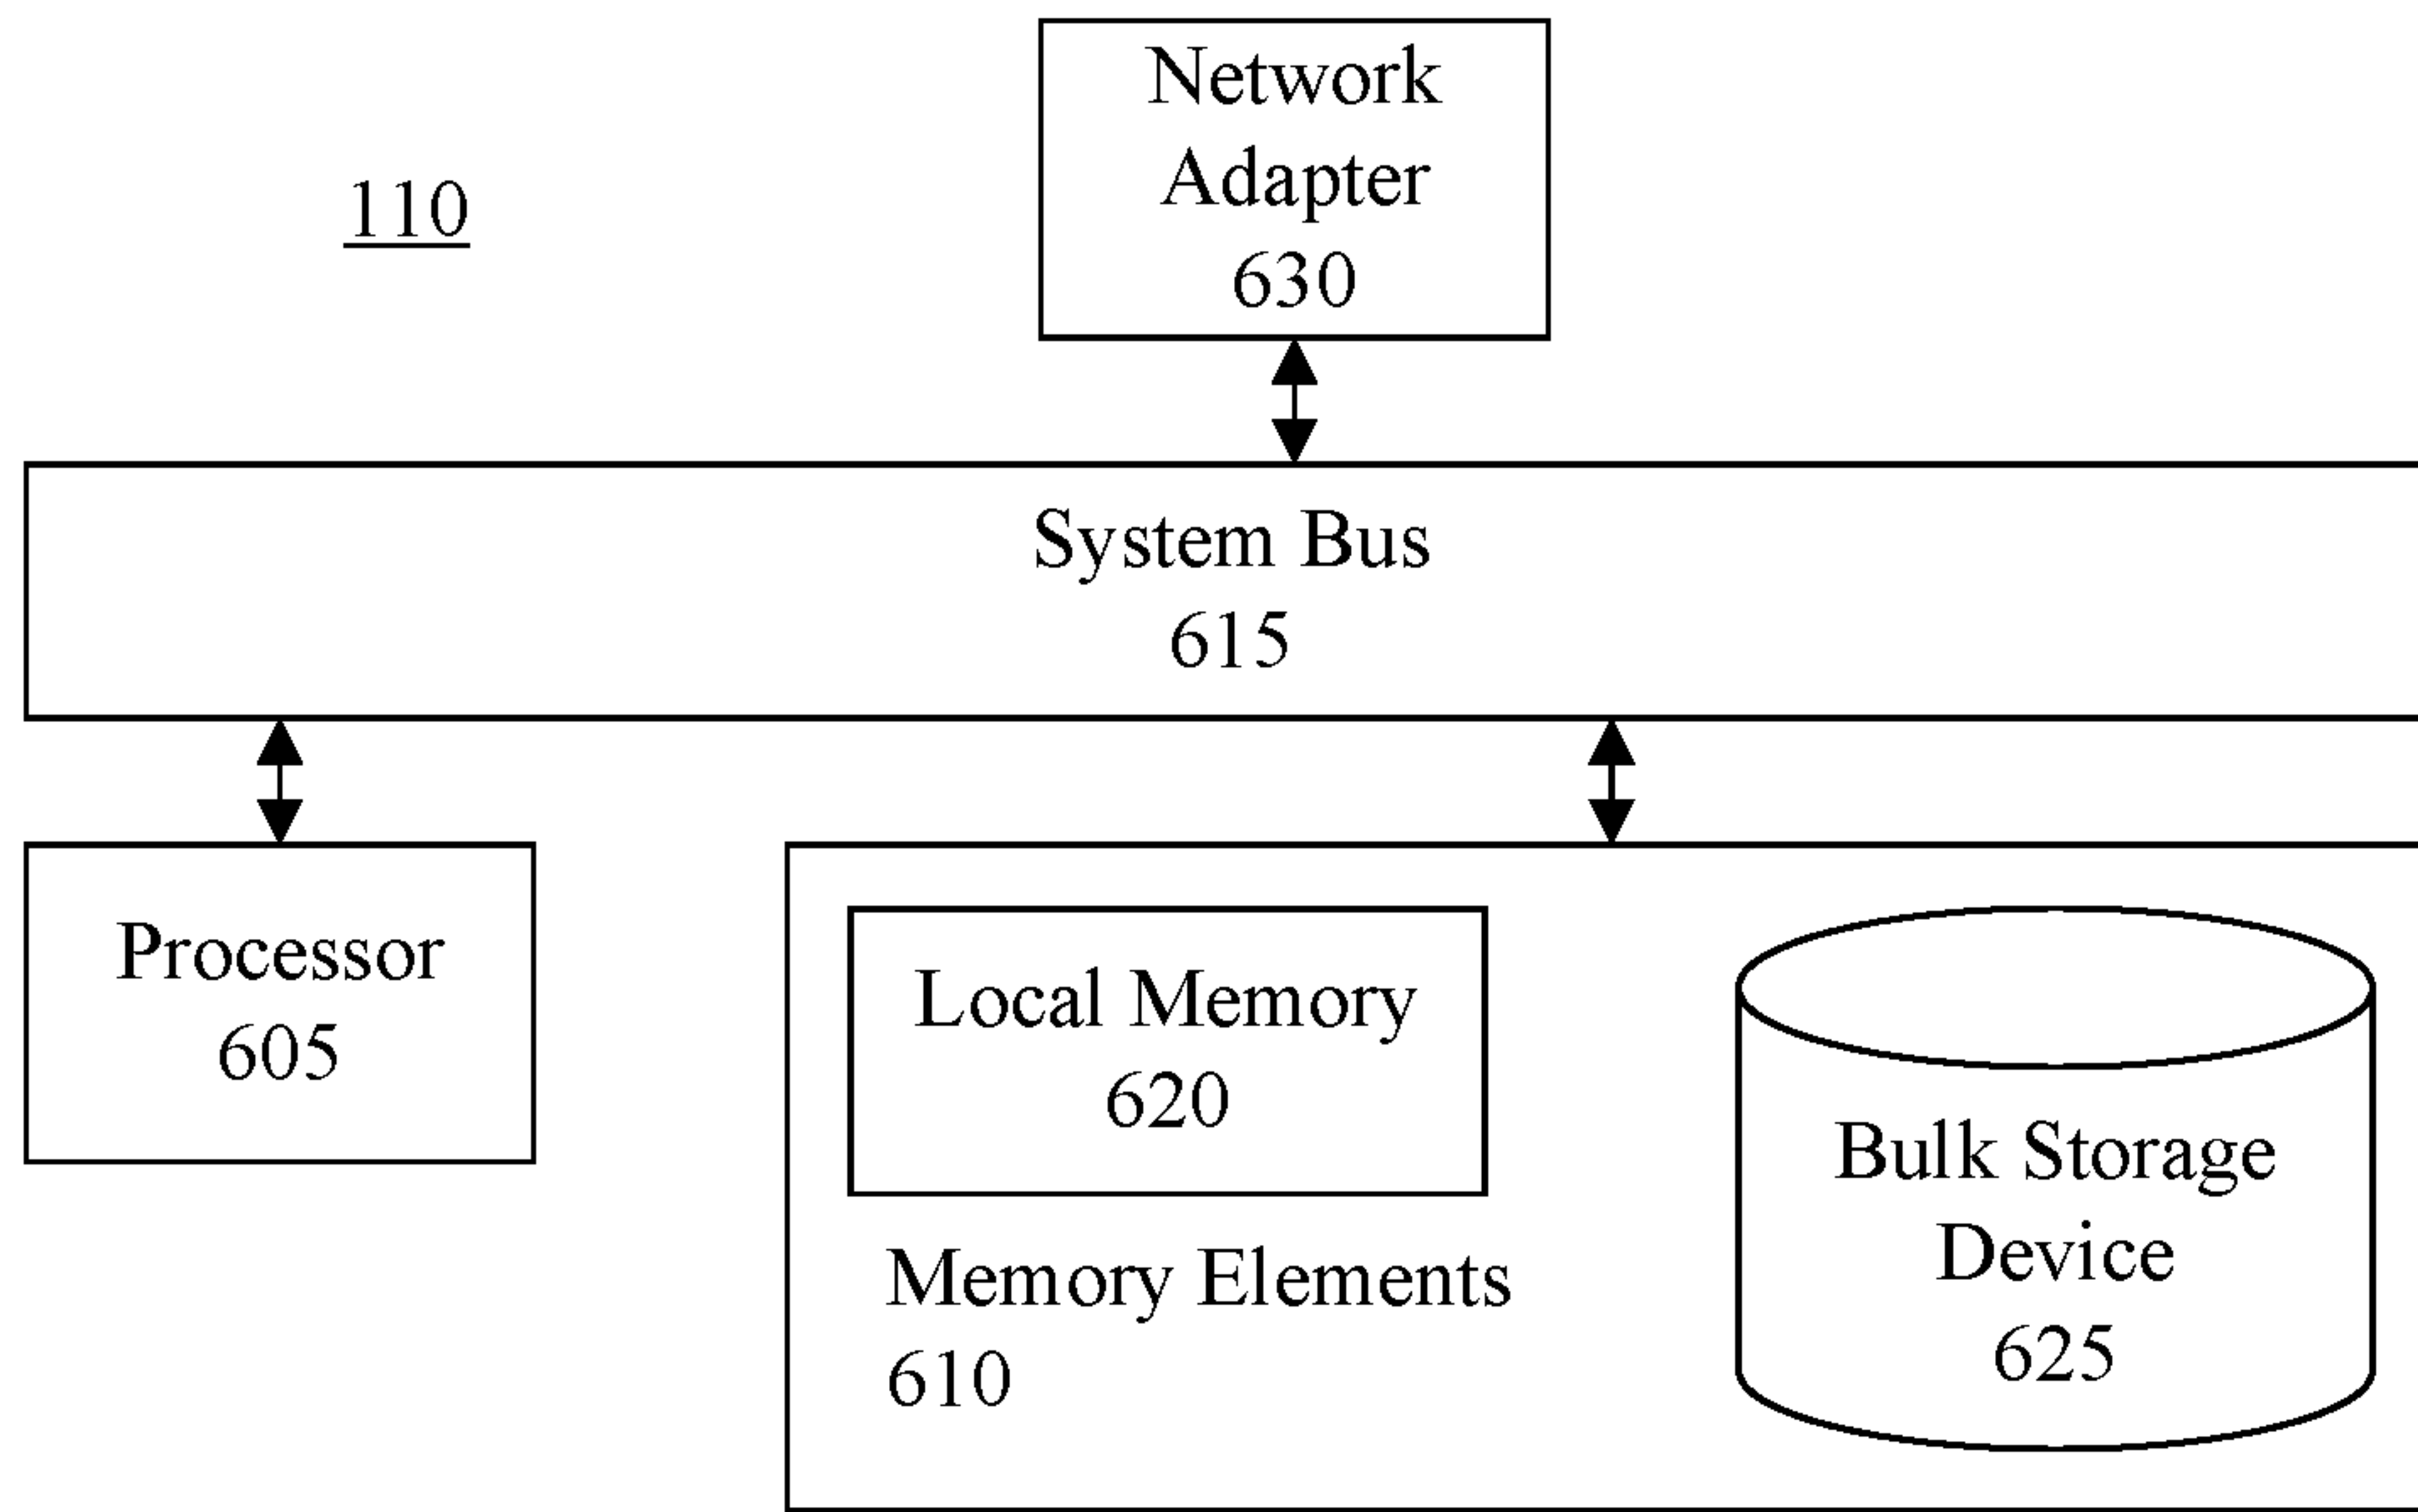 110
Network
Adapter
630
System Bus
615
Processor
605
Local Memory
620
Memory Elements
610
Bulk Storage
Device
625